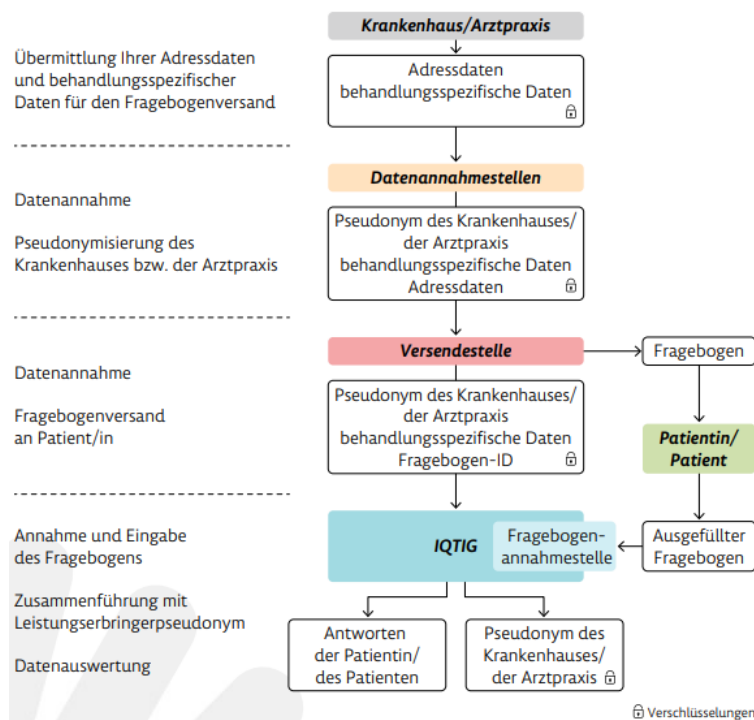 Krankenhaus/Arztpraxis
Übermittlung Ihrer Adressdaten
und behandlungsspezifischer
Daten für den Fragebogenversand
Adressdaten
behandlungsspezifische Daten
Datenannahmestellen
Datenannahme
Pseudonymisierung des
Krankenhauses bzw. der Arztpraxis
Pseudonym des Krankenhauses/
der Arztpraxis
behandlungsspezifische Daten
Adressdaten
Versendestelle
Fragebogen
Datenannahme
Fragebogenversand
an Patient/in
Pseudonym des Krankenhauses/
der Arztpraxis
behandlungsspezifische Daten
Fragebogen-ID
Patientin/
Patient
Annahme und Eingabe
des Fragebogens
IQTIG
Fragebogen-
annahmestelle
Ausgefüllter
Fragebogen
Zusammenführung mit
Leistungserbringerpseudonym
Datenauswertung
Antworten
der Patientin/
des Patienten
Pseudonym des
Krankenhauses/
der Arztpraxis
Verschlüsselungen